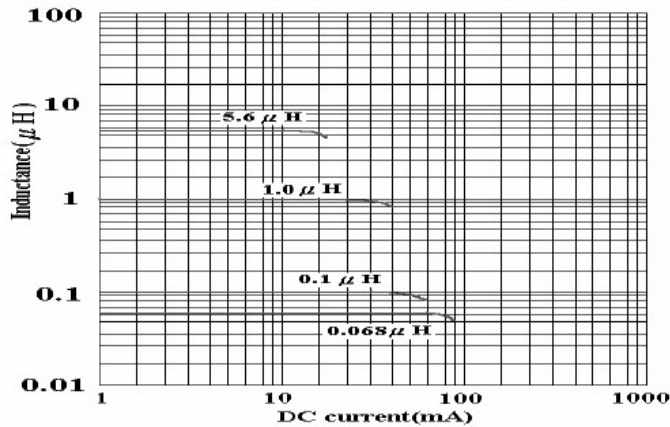 100
10
1
0.1
0.01
Inductance(μH)
5.6 μ H
1.0 μ H
0.1 μ H
0.068μ H
1 10 100 1000
DC current(mA)